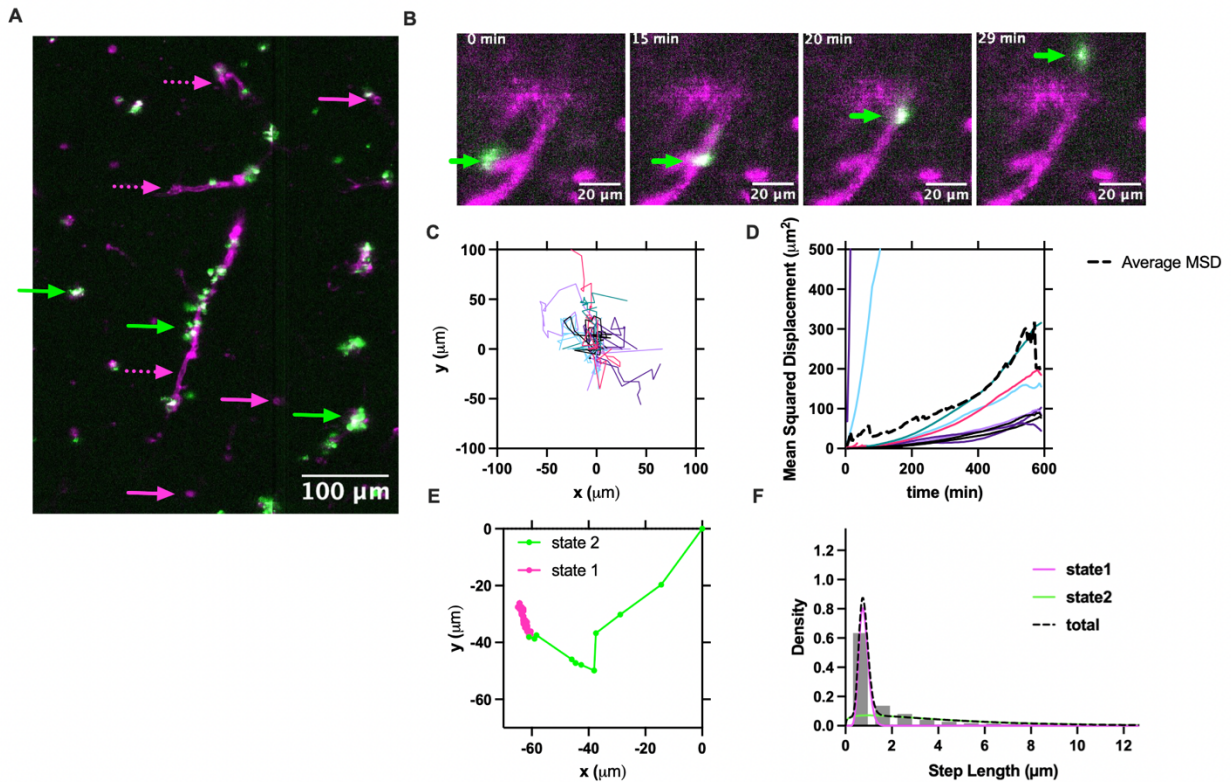 A
100 µm
B
0 min
15 min
20 min
29 min
20 µm
20 µm
20 µm
20 µm
C
y (µm)
100
50
0
-50
-100
-100 -50 0 50 100
x (µm)
D
Mean Squared Displacement (µm²)
500
400
300
200
100
0
0 200 400 600
time (min)
Average MSD
E
y (µm)
0
-20
-40
-60
-60 -40 -20 0
x (µm)
state 2
state 1
F
Density
1.2
1.0
0.8
0.6
0.4
0.2
0.0
0 2 4 6 8 10 12
Step Length (µm)
state1
state2
total